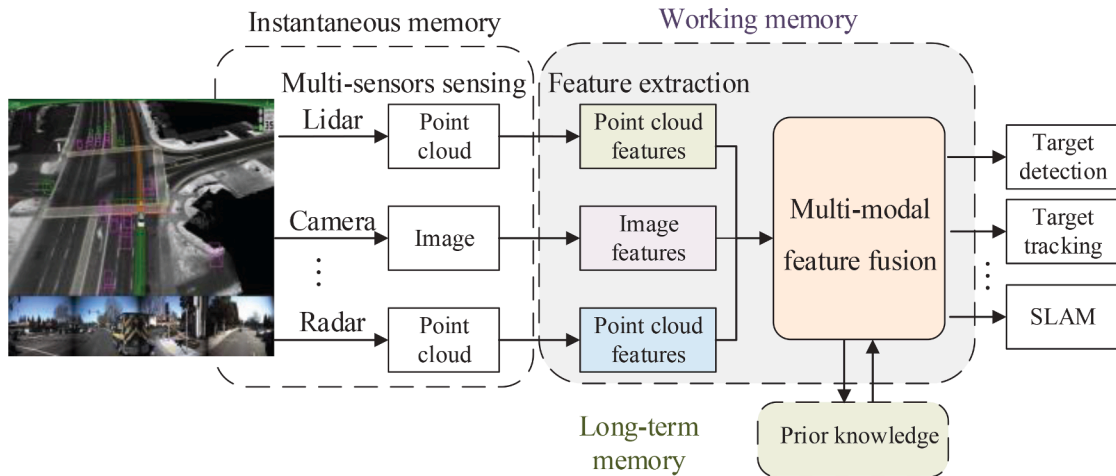 Instantaneous memory
Working memory
Multi-sensors sensing
Feature extraction
Lidar
Point
cloud
Point cloud
features
Target
detection
Camera
Image
Image
features
Multi-modal
feature fusion
Target
tracking
Radar
Point
cloud
Point cloud
features
SLAM
Long-term
memory
Prior knowledge